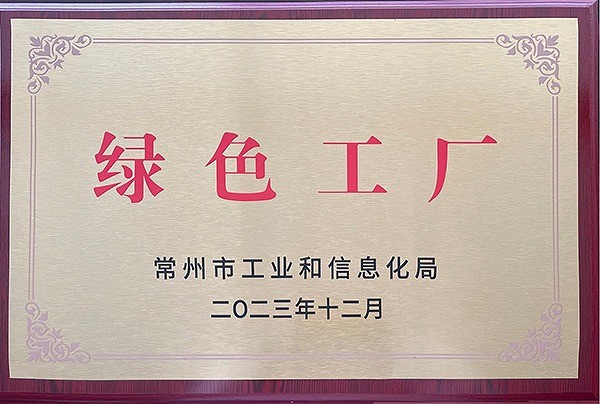 绿色工厂
常州市工业和信息化局
二〇二三年十二月